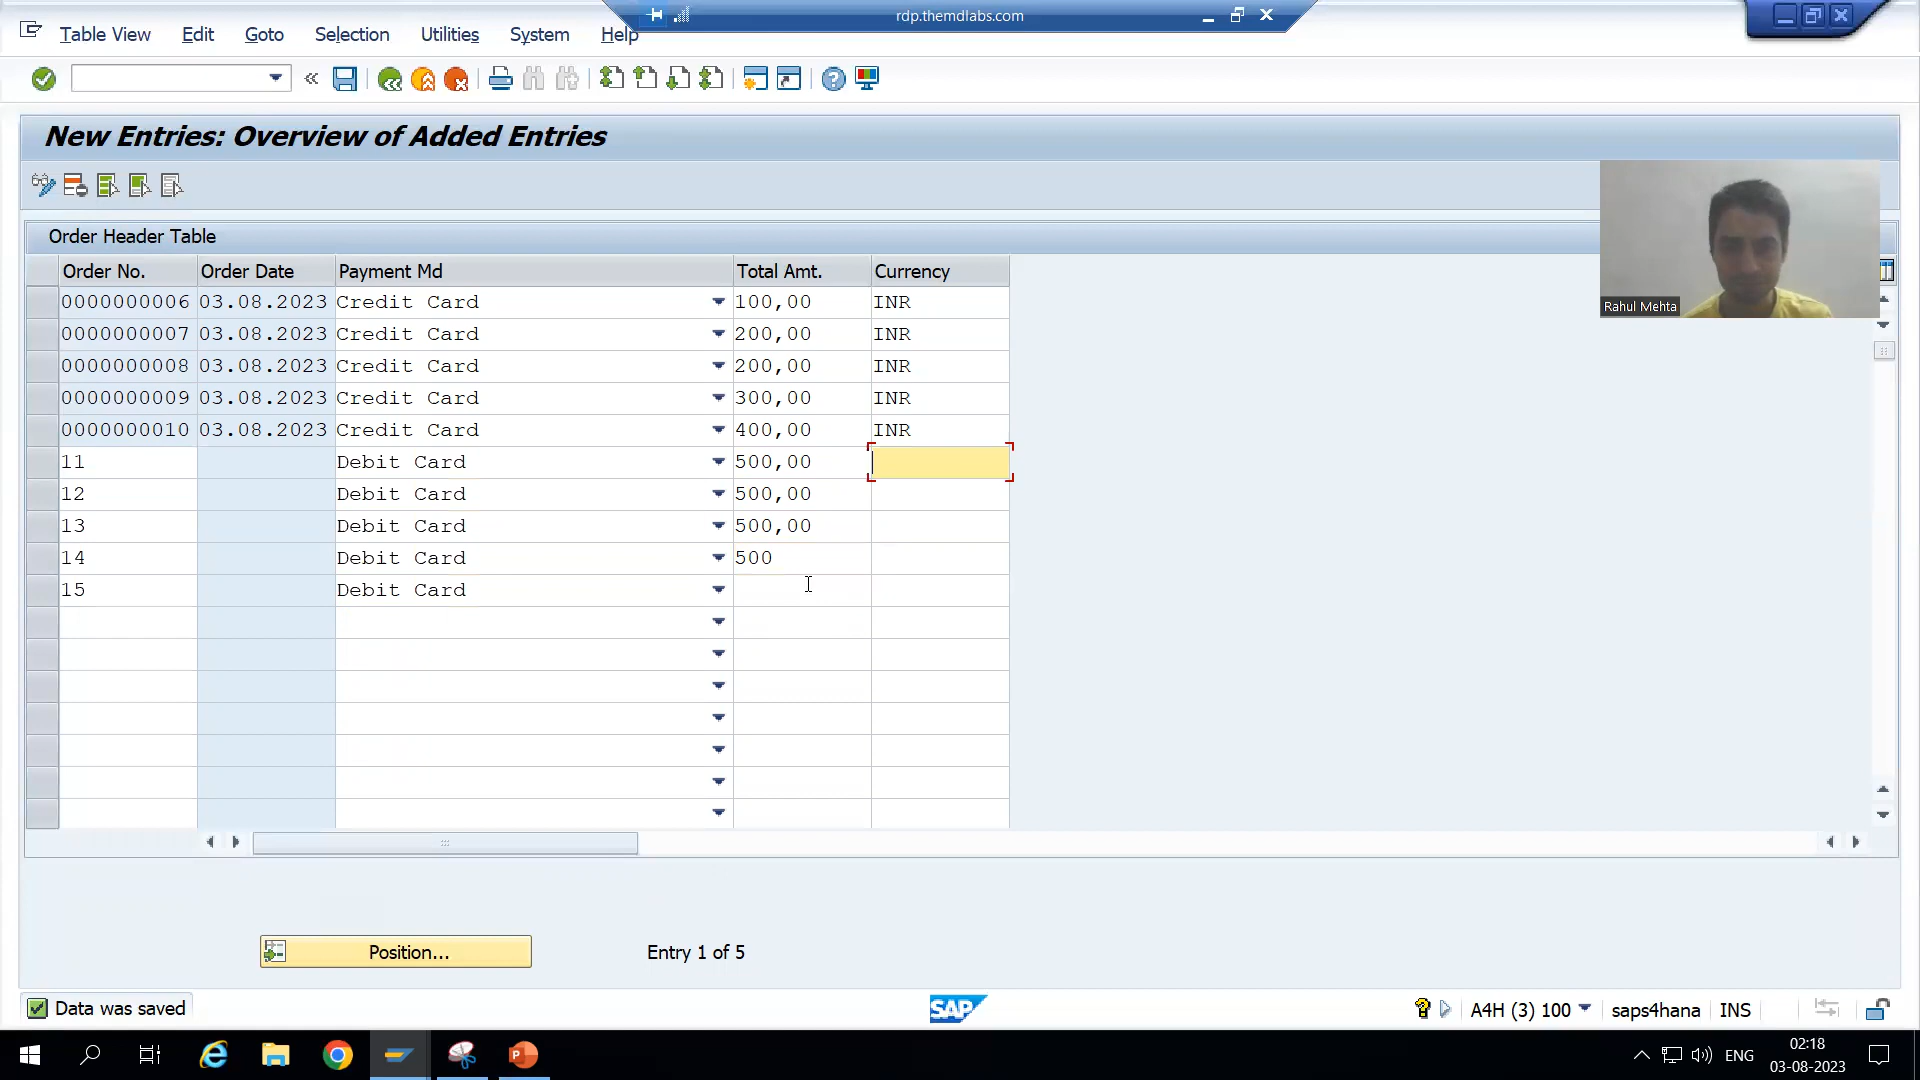 rdp.themdlabs.com
Table View Edit Goto Selection Utilities System Help
New Entries: Overview of Added Entries
Order Header Table
Order No. Order Date Payment Md Total Amt. Currency
0000000006 03.08.2023 Credit Card 100,00 INR
0000000007 03.08.2023 Credit Card 200,00 INR
0000000008 03.08.2023 Credit Card 200,00 INR
0000000009 03.08.2023 Credit Card 300,00 INR
0000000010 03.08.2023 Credit Card 400,00 INR
11 Debit Card 500,00
12 Debit Card 500,00
13 Debit Card 500,00
14 Debit Card 500
15 Debit Card
Rahul Mehta
Position... Entry 1 of 5
Data was saved SAP A4H (3) 100 saps4hana INS
ENG 02:18
03-08-2023